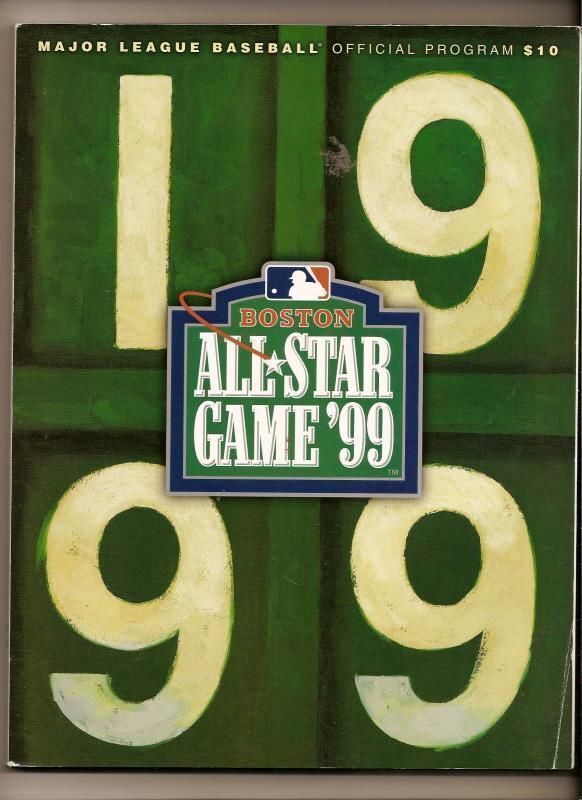 MAJOR LEAGUE BASEBALL® OFFICIAL PROGRAM $10
1 9
BOSTON
ALL★STAR
GAME '99
TM
9 9